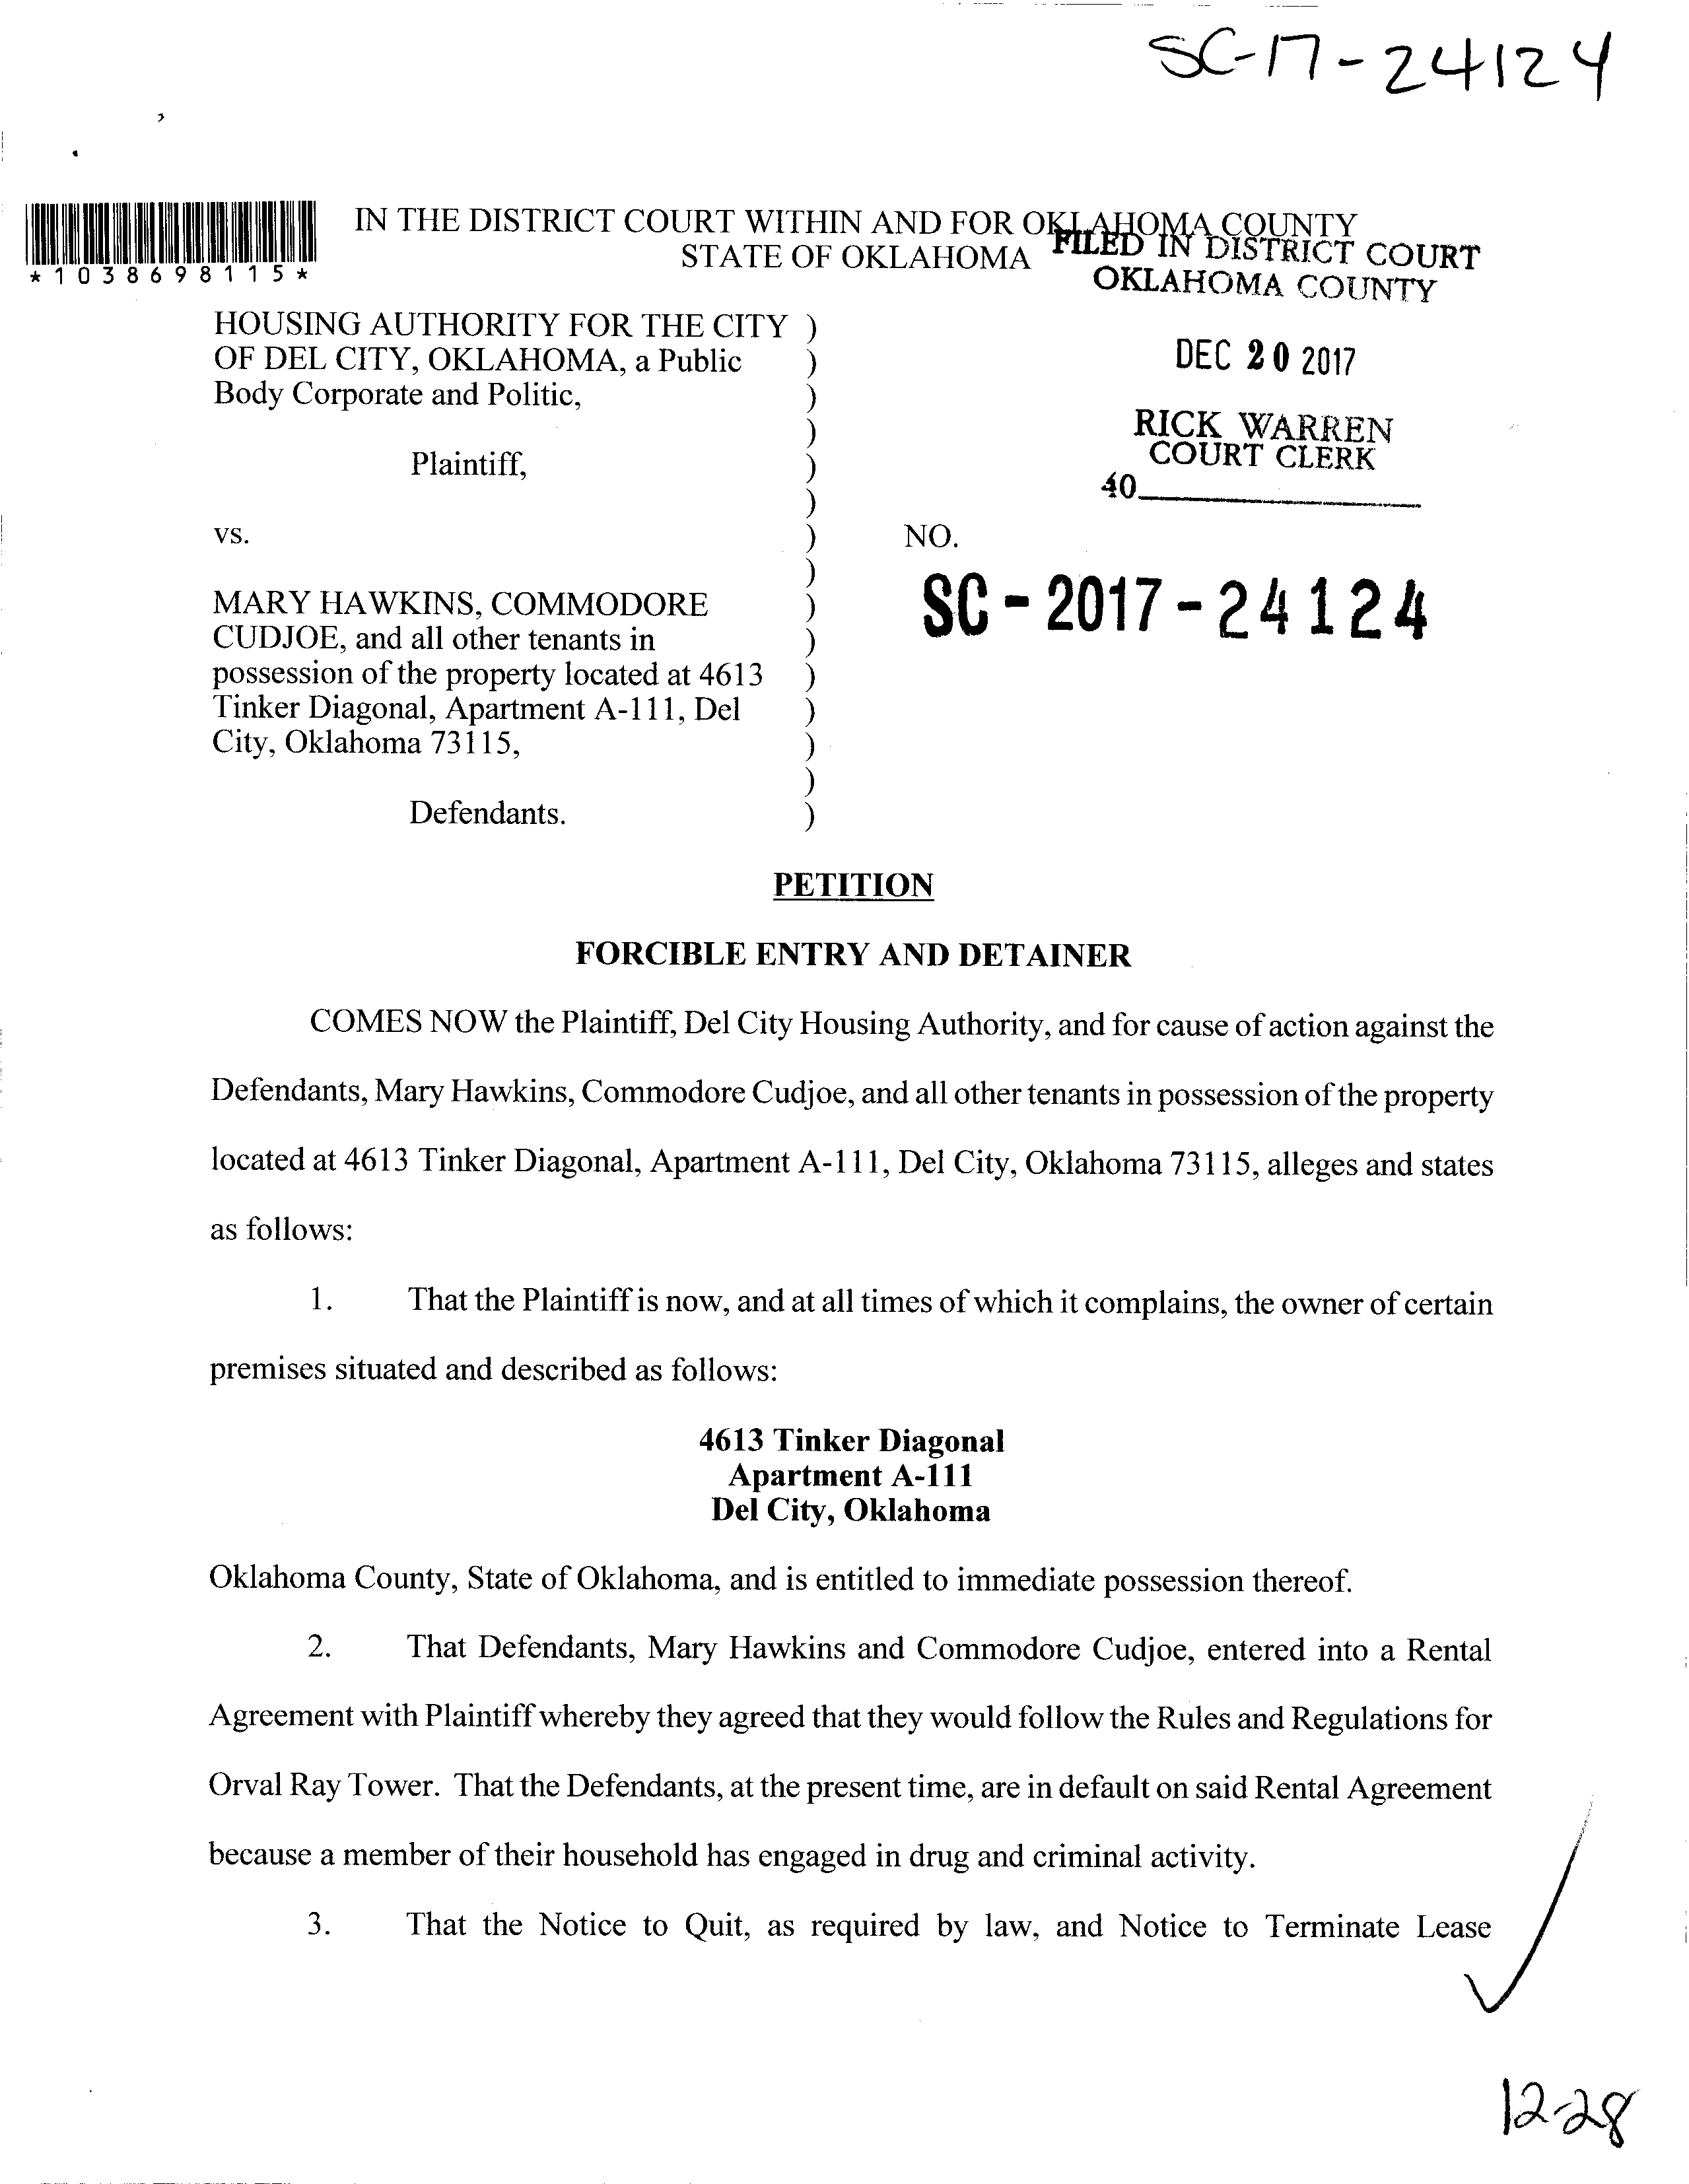 SC-17-24124
IN THE DISTRICT COURT WITHIN AND FOR OKLAHOMA COUNTY
STATE OF OKLAHOMA
FILED IN DISTRICT COURT
OKLAHOMA COUNTY
*1038698115*
DEC 20 2017
RICK WARREN
COURT CLERK
40
HOUSING AUTHORITY FOR THE CITY )
OF DEL CITY, OKLAHOMA, a Public )
Body Corporate and Politic, )
)
Plaintiff, )
)
vs. ) NO.
)
SC-2017-24124
MARY HAWKINS, COMMODORE )
CUDJOE, and all other tenants in )
possession of the property located at 4613 )
Tinker Diagonal, Apartment A-111, Del )
City, Oklahoma 73115, )
)
Defendants. )
PETITION
FORCIBLE ENTRY AND DETAINER
COMES NOW the Plaintiff, Del City Housing Authority, and for cause of action against the
Defendants, Mary Hawkins, Commodore Cudjoe, and all other tenants in possession of the property
located at 4613 Tinker Diagonal, Apartment A-111, Del City, Oklahoma 73115, alleges and states
as follows:
1. That the Plaintiff is now, and at all times of which it complains, the owner of certain
premises situated and described as follows:
4613 Tinker Diagonal
Apartment A-111
Del City, Oklahoma
Oklahoma County, State of Oklahoma, and is entitled to immediate possession thereof.
2. That Defendants, Mary Hawkins and Commodore Cudjoe, entered into a Rental
Agreement with Plaintiff whereby they agreed that they would follow the Rules and Regulations for
Orval Ray Tower. That the Defendants, at the present time, are in default on said Rental Agreement
because a member of their household has engaged in drug and criminal activity.
3. That the Notice to Quit, as required by law, and Notice to Terminate Lease
12-28